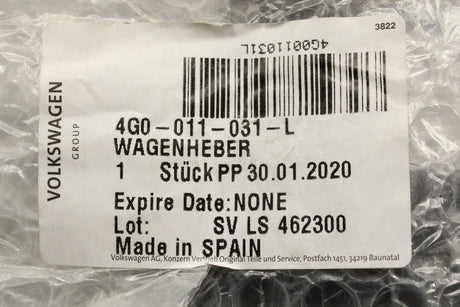 3822
4G0011031L
VOLKSWAGEN
GROUP
4G0-011-031-L
WAGENHEBER
1 Stück PP 30.01.2020
Expire Date: NONE
Lot: SV LS 462300
Made in SPAIN
Volkswagen AG, Konzern Vertrieb Original Teile und Service, Postfach 1451, 34219 Baunatal